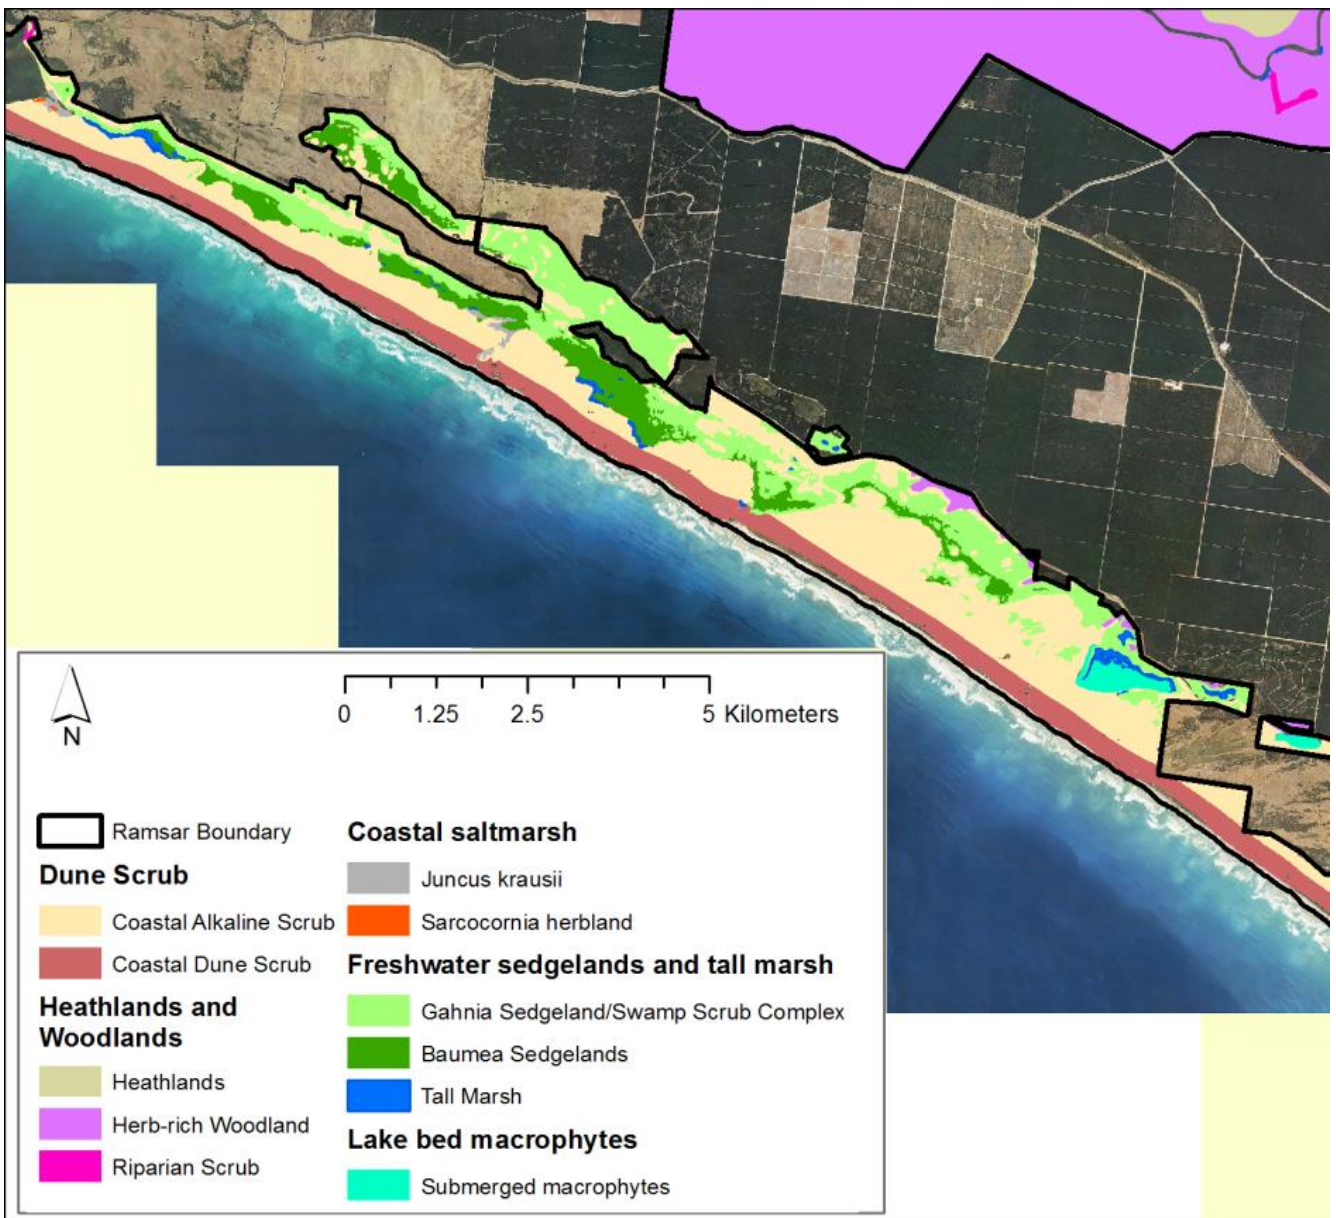 N
0 1.25 2.5 5 Kilometers
Ramsar Boundary
Dune Scrub
Coastal Alkaline Scrub
Coastal Dune Scrub
Heathlands and
Woodlands
Heathlands
Herb-rich Woodland
Riparian Scrub
Coastal saltmarsh
Juncus krausii
Sarcocornia herbland
Freshwater sedgelands and tall marsh
Gahnia Sedgeland/Swamp Scrub Complex
Baumea Sedgelands
Tall Marsh
Lake bed macrophytes
Submerged macrophytes